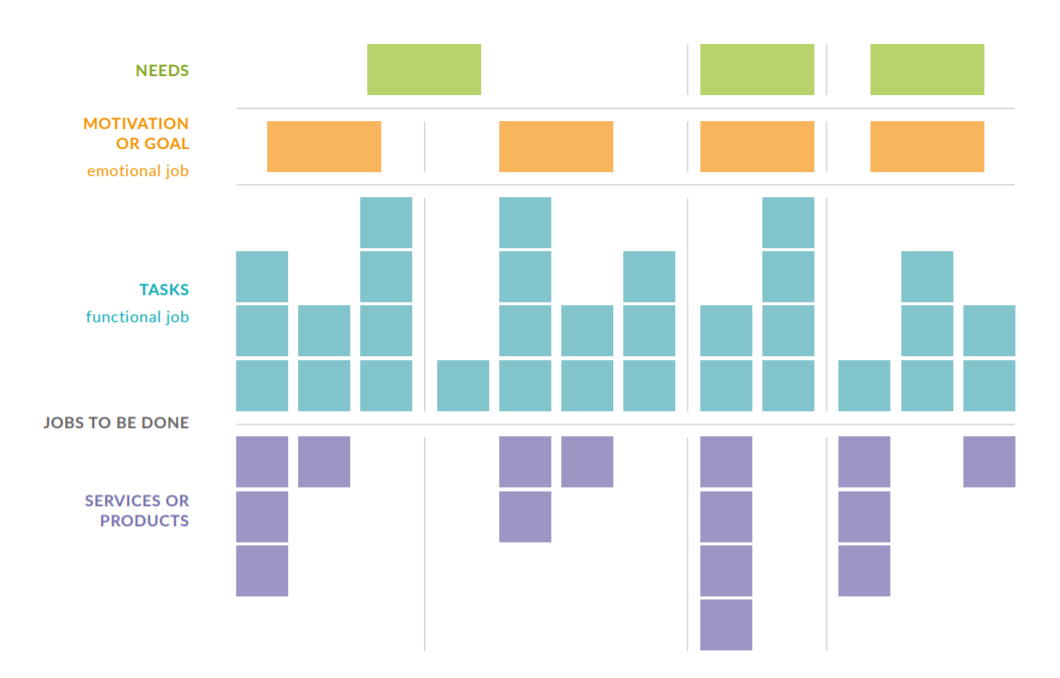 NEEDS
MOTIVATION
OR GOAL
emotional job
TASKS
functional job
JOBS TO BE DONE
SERVICES OR
PRODUCTS